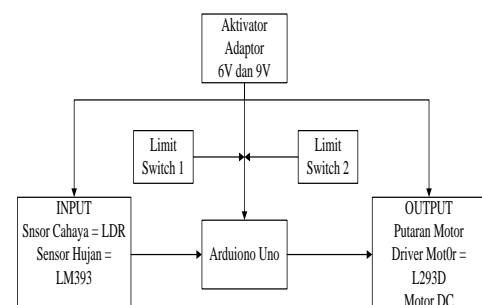 Aktivator
Adaptor
6V dan 9V
Limit
Switch 1
Limit
Switch 2
INPUT
Snsor Cahaya = LDR
Sensor Hujan =
LM393
Arduiono Uno
OUTPUT
Putaran Motor
Driver Mot0r =
L293D
Motor DC